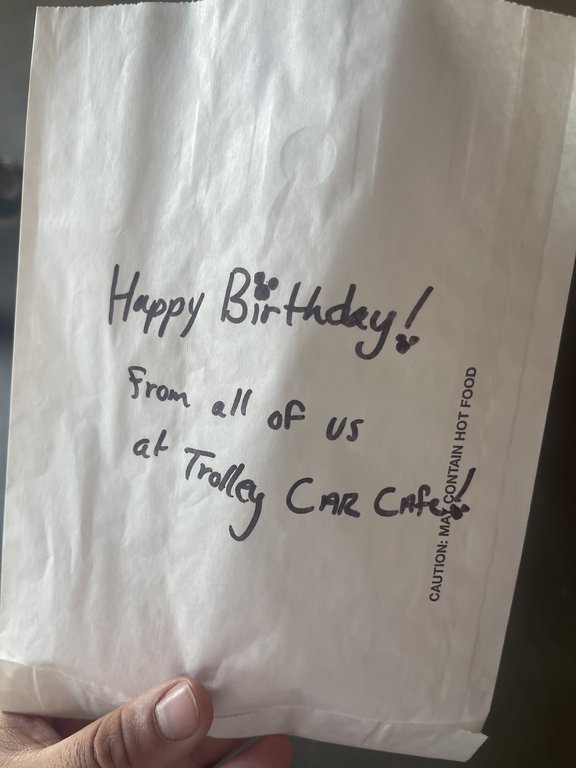 Happy Birthday!
From all of us
at Trolley CAR CAfe!
CAUTION: MAY CONTAIN HOT FOOD